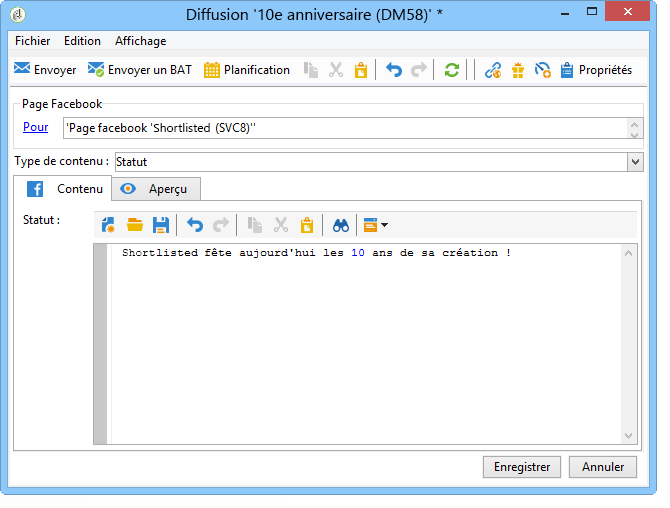 Diffusion '10e anniversaire (DM58)' *
Fichier Edition Affichage
Envoyer Envoyer un BAT Planification Propriétés
Page Facebook
Pour 'Page facebook 'Shortlisted (SVC8)''
Type de contenu : Statut
Contenu Aperçu
Statut :
Shortlisted fête aujourd'hui les 10 ans de sa création !
Enregistrer Annuler